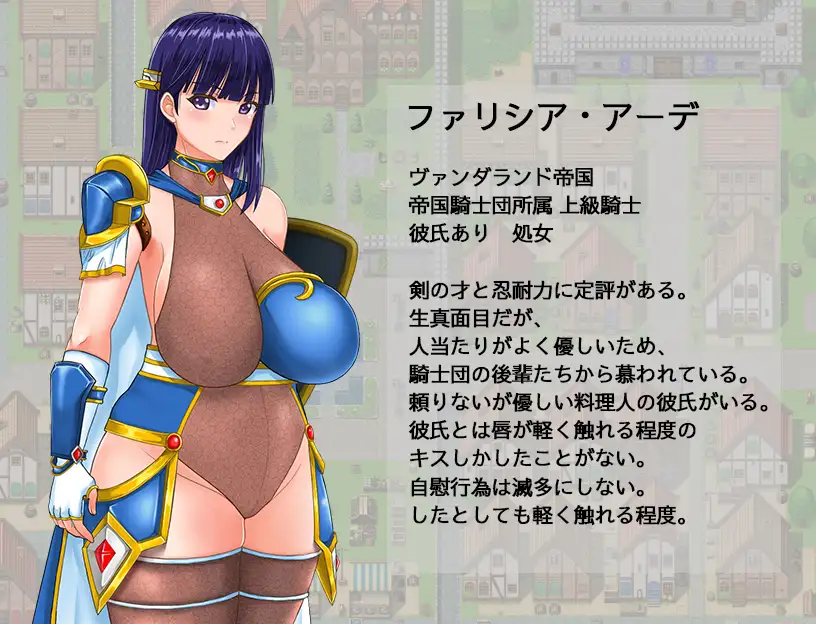 ファリシア・アーデ
ヴァンダランド帝国
帝国騎士団所属 上級騎士
彼氏あり　処女
剣の才と忍耐力に定評がある。
生真面目だが、
人当たりがよく優しいため、
騎士団の後輩たちから慕われている。
頼りないが優しい料理人の彼氏がいる。
彼氏とは唇が軽く触れる程度の
キスしかしたことがない。
自慰行為は滅多にしない。
したとしても軽く触れる程度。